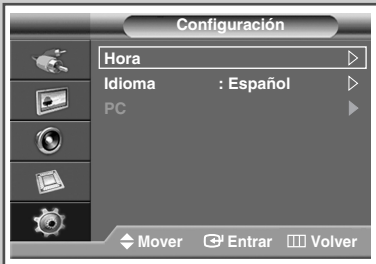 Configuración
Hora
Idioma : Español
PC
Mover Entrar Volver